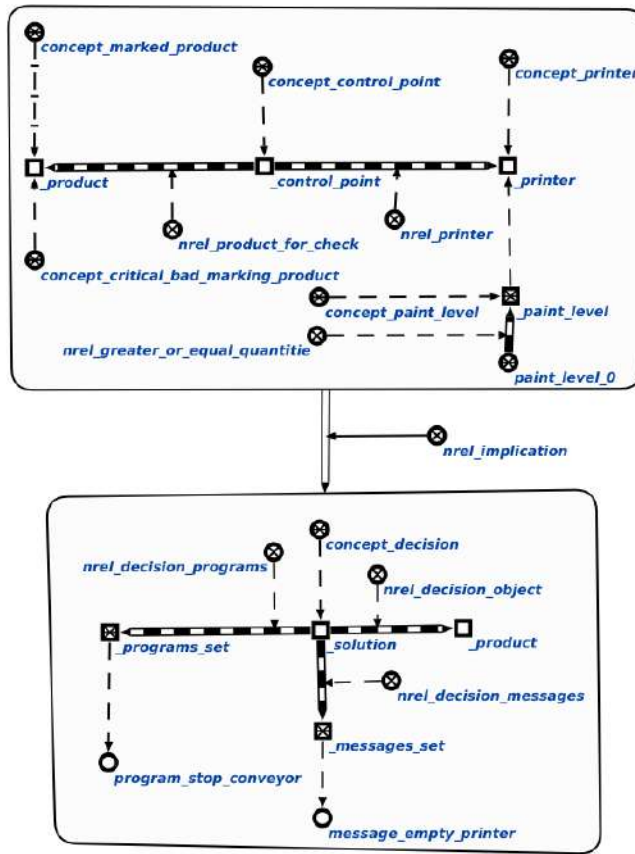 concept_marked_product
concept_control_point
concept_printer
_product
_control_point
_printer
nrel_product_for_check
nrel_printer
concept_critical_bad_marking_product
concept_paint_level
_paint_level
nrel_greater_or_equal_quantitie
paint_level_0
nrel_implication
concept_decision
nrel_decision_programs
nrel_decision_object
_programs_set
_solution
_product
nrel_decision_messages
_messages_set
program_stop_conveyor
message_empty_printer